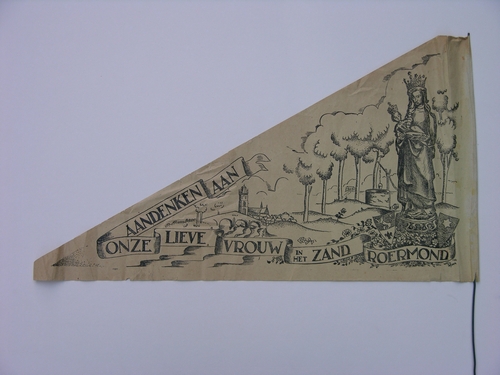 AANDENKEN AAN
ONZE LIEVE VROUW IN HET ZAND ROERMOND